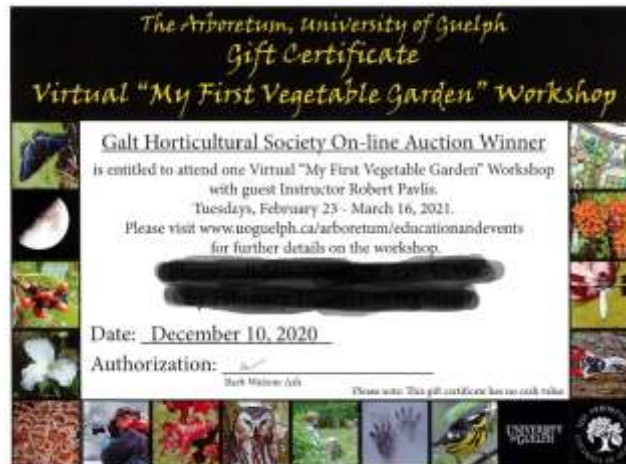 The Arboretum, University of Guelph
Gift Certificate
Virtual "My First Vegetable Garden" Workshop
Galt Horticultural Society On-line Auction Winner
is entitled to attend one Virtual "My First Vegetable Garden" Workshop
with guest Instructor Robert Pavlis.
Tuesdays, February 23 - March 16, 2021.
Please visit www.uoguelph.ca/arboretum/educationandevents
for further details on the workshop.
Date: December 10, 2020
Authorization:
Please note: This gift certificate has no cash value
UNIVERSITY
OF GUELPH